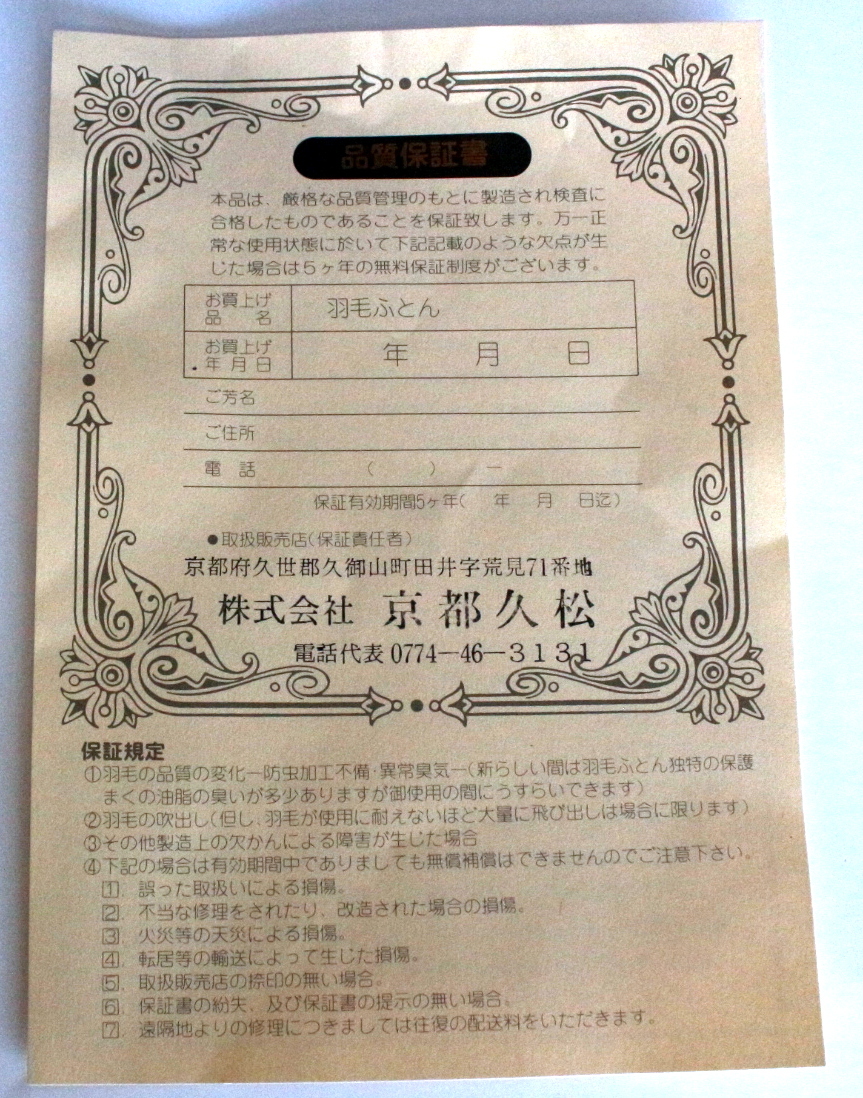 品質保証書
本品は、厳格な品質管理のもとに製造され検査に
合格したものであることを保証致します。万一正
常な使用状態に於いて下記記載のような欠点が生
じた場合は5ヶ年の無料保証制度がございます。
お買上げ品名 羽毛ふとん
お買上げ年月日 年 月 日
ご芳名
ご住所
電話 ( ) ―
保証有効期間5ヶ年( 年 月 日迄)
●取扱販売店(保証責任者)
京都府久世郡久御山町田井字荒見71番地
株式会社 京都久松
電話代表 0774―46―3131
保証規定
①羽毛の品質の変化―防虫加工不備・異常臭気―(新らしい間は羽毛ふとん独特の保護
まくの油脂の臭いが多少ありますが御使用の間にうすらいできます)
②羽毛の吹出し(但し、羽毛が使用に耐えないほど大量に飛び出しは場合に限ります)
③その他製造上の欠かんによる障害が生じた場合
④下記の場合は有効期間中でありましても無償補償はできませんのでご注意下さい。
1. 誤った取扱いによる損傷。
2. 不当な修理をされたり、改造された場合の損傷。
3. 火災等の天災による損傷。
4. 転居等の輸送によって生じた損傷。
5. 取扱販売店の捺印の無い場合。
6. 保証書の紛失、及び保証書の提示の無い場合。
7. 遠隔地よりの修理につきましては往復の配送料をいただきます。